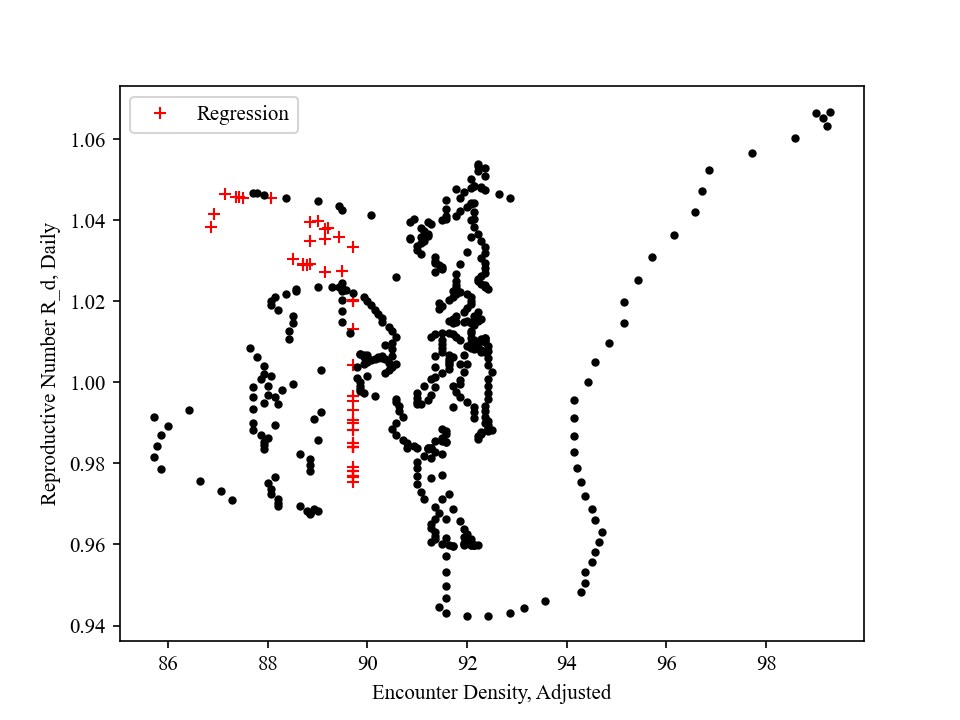 Regression
1.06
1.04
1.02
1.00
0.98
0.96
0.94
Reproductive Number R_d, Daily
86 88 90 92 94 96 98
Encounter Density, Adjusted